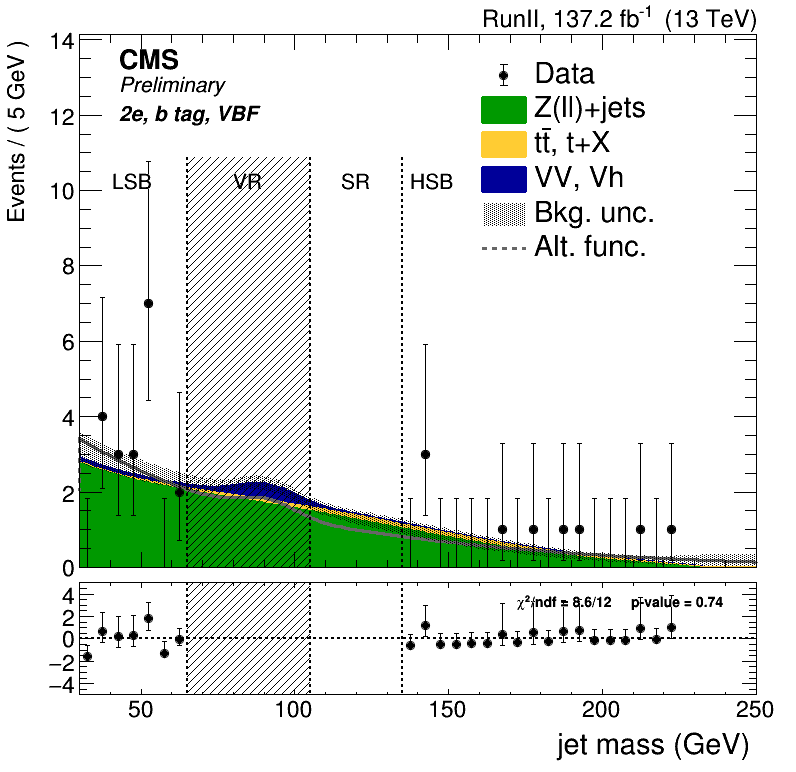 RunII, 137.2 fb⁻¹ (13 TeV)
Events / ( 5 GeV )
14
12
10
8
6
4
2
0
CMS
Preliminary
2e, b tag, VBF
Data
Z(ll)+jets
tt̄, t+X
VV, Vh
Bkg. unc.
Alt. func.
LSB VR SR HSB
4
2
0
−2
−4
χ²/ndf = 8.6/12 p-value = 0.74
50 100 150 200 250
jet mass (GeV)